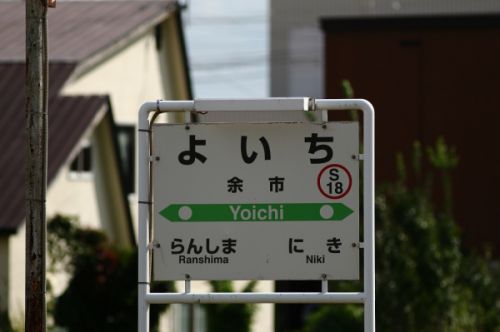 よいち
余市
S
18
Yoichi
らんしま にき
Ranshima Niki